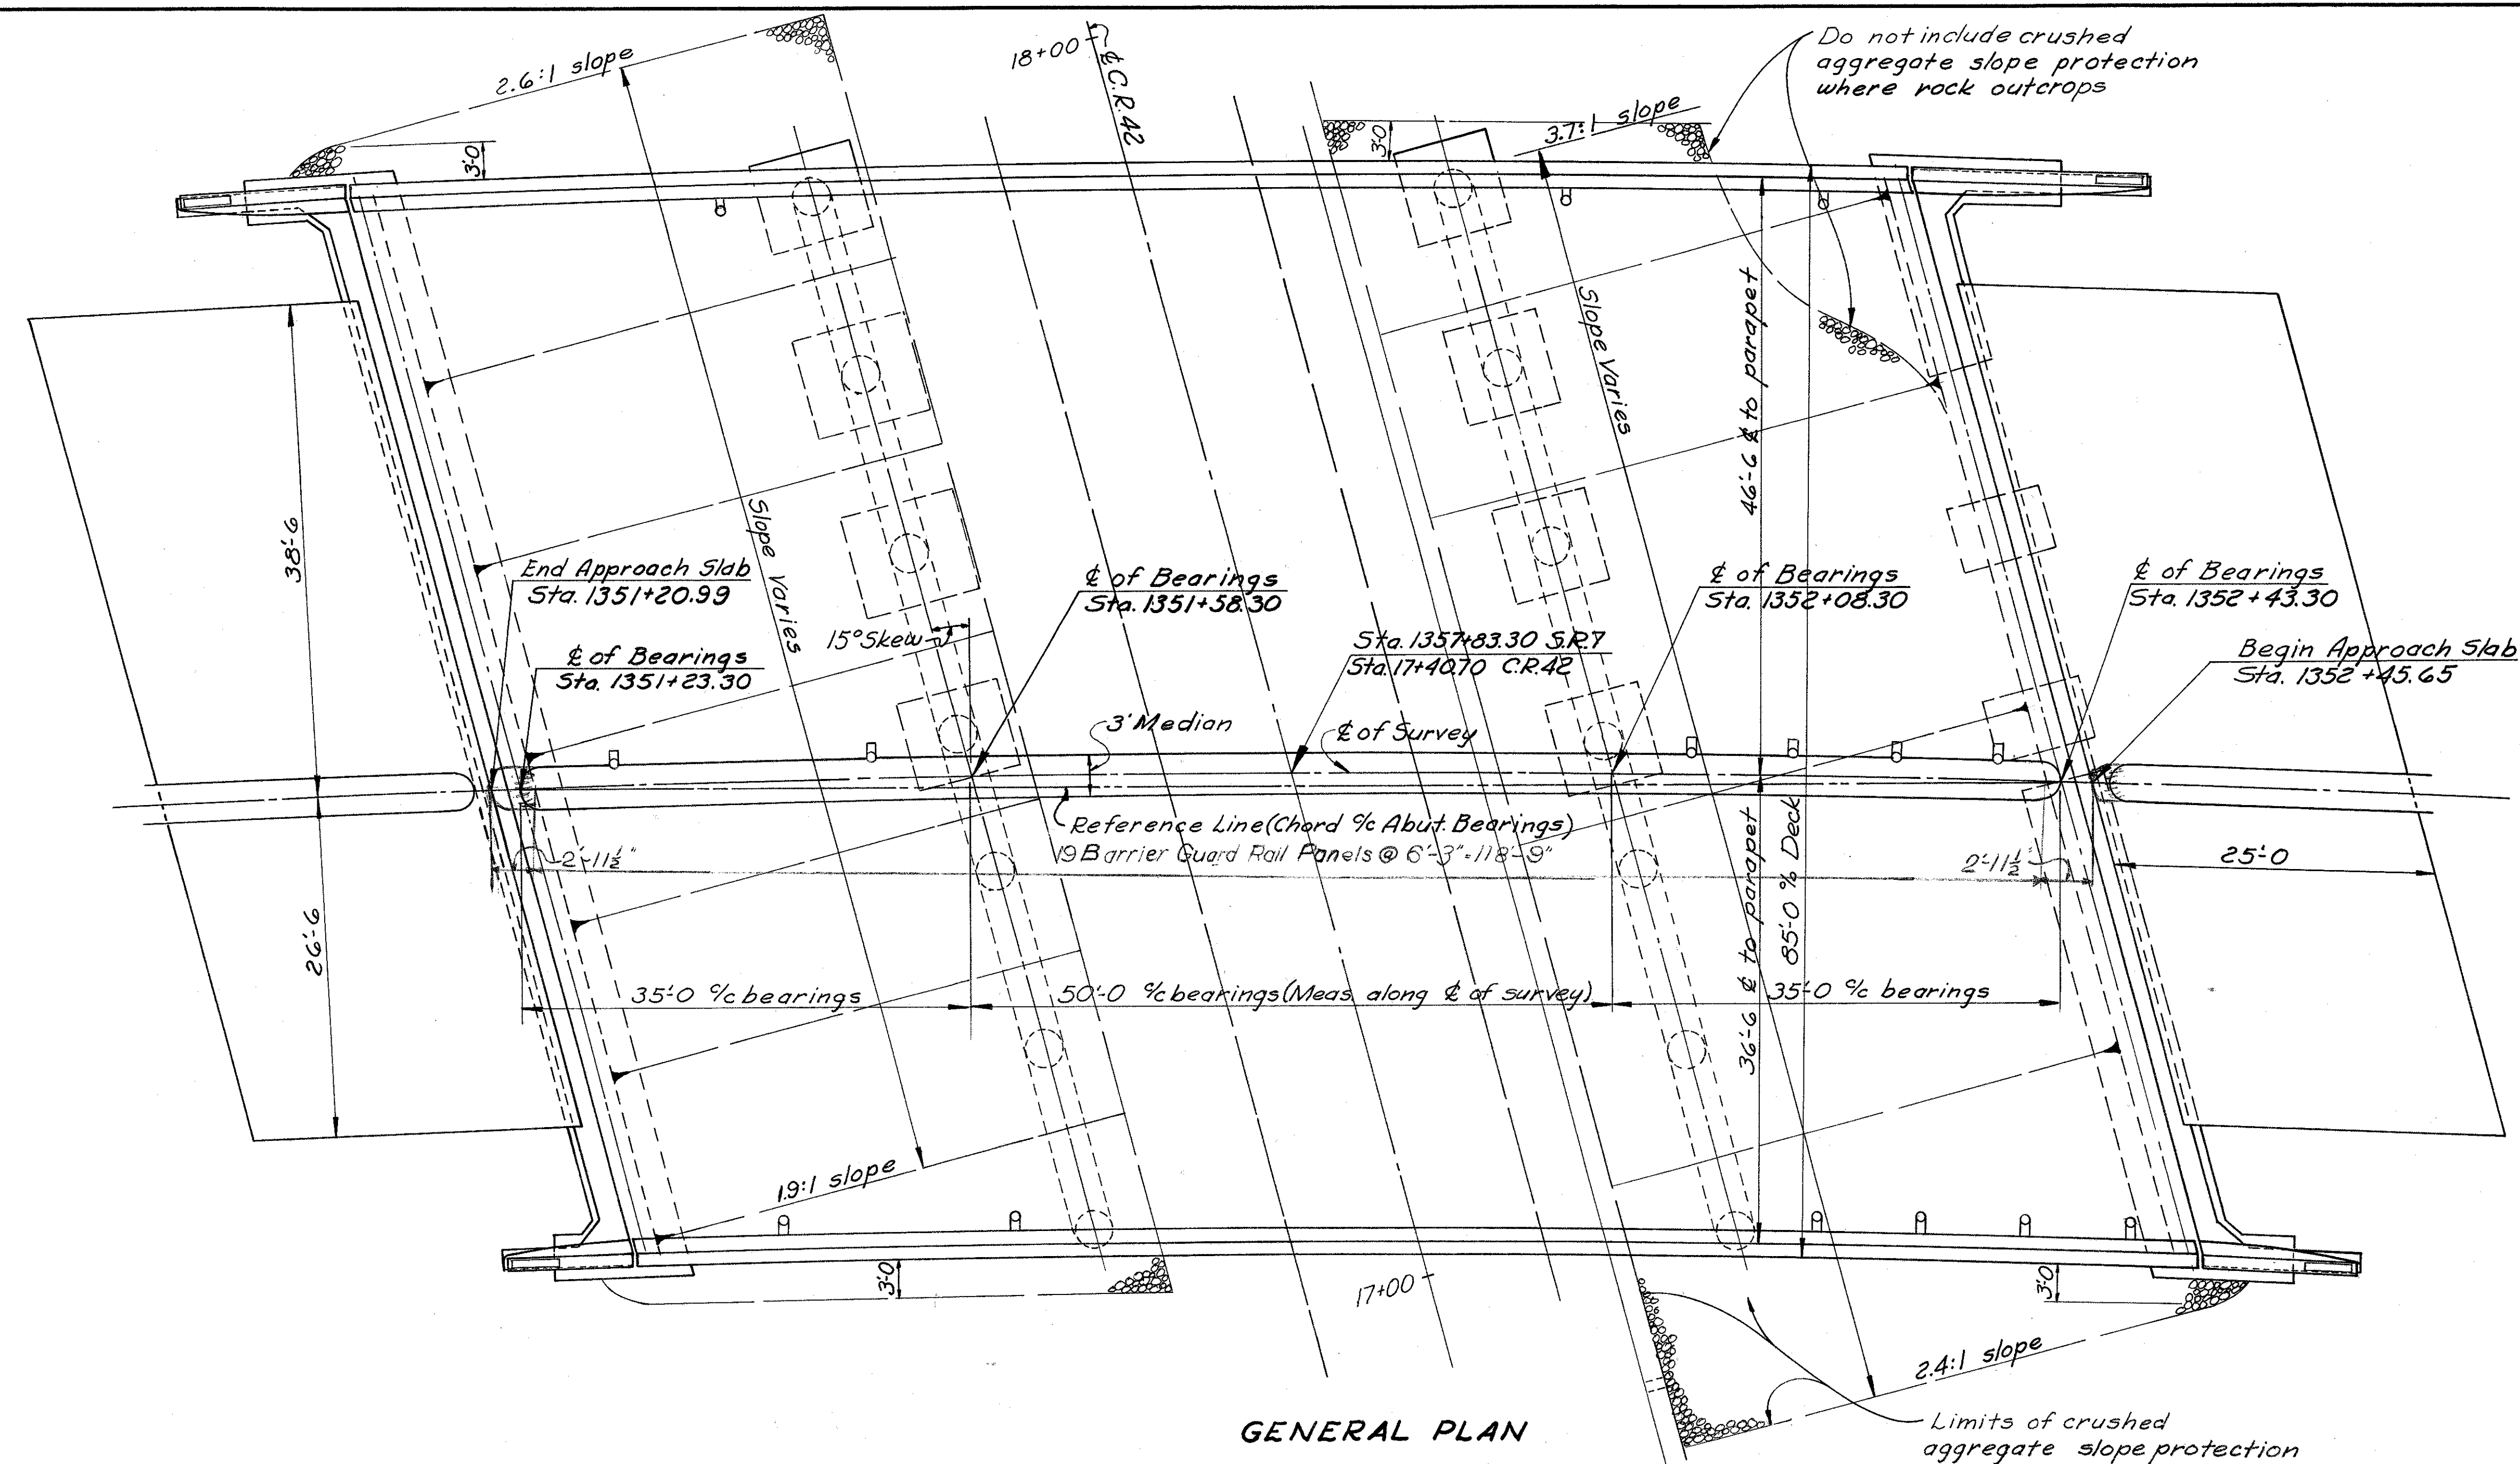 18+00
℄ C.R.42
Do not include crushed
aggregate slope protection
where rock outcrops
2.6:1 slope
3.7:1 slope
3'-0
3'-0
Slope Varies
Slope Varies
46'-6 ℄ to parapet
38'-6
End Approach Slab
Sta. 1351+20.99
℄ of Bearings
Sta. 1351+58.30
℄ of Bearings
Sta. 1352+08.30
℄ of Bearings
Sta. 1352+43.30
15° Skew
℄ of Bearings
Sta. 1351+23.30
Sta. 1357+83.30 S.R.7
Sta. 17+40.70 C.R.42
Begin Approach Slab
Sta. 1352+45.65
3' Median
℄ of Survey
Reference Line (Chord c/c Abut. Bearings)
19 Barrier Guard Rail Panels @ 6'-3"=118'-9"
2'-11½"
2'-11½"
25'-0
26'-6
36'-6 ℄ to parapet
85'-0 o/o Deck
35'-0 c/c bearings
50'-0 c/c bearings (Meas. along ℄ of survey)
35'-0 c/c bearings
1.9:1 slope
3'-0
17+00
3'-0
2.4:1 slope
GENERAL PLAN
Limits of crushed
aggregate slope protection